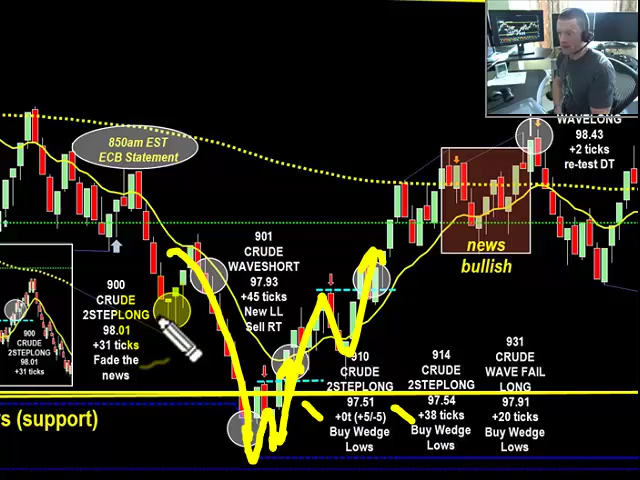 850am EST
ECB Statement
WAVELONG
98.43
+2 ticks
re-test DT
901
CRUDE
WAVESHORT
97.93
+45 ticks
New LL
Sell RT
news
bullish
900
CRUDE
2STEPLONG
98.01
+31 ticks
Fade the
news
900
CRUDE
2STEPLONG
98.01
+31 ticks
910
CRUDE
2STEPLONG
97.51
+0t (+5/-5)
Buy Wedge
Lows
914
CRUDE
2STEPLONG
97.54
+38 ticks
Buy Wedge
Lows
931
CRUDE
WAVE FAIL
LONG
97.91
+20 ticks
Buy Wedge
Lows
s (support)